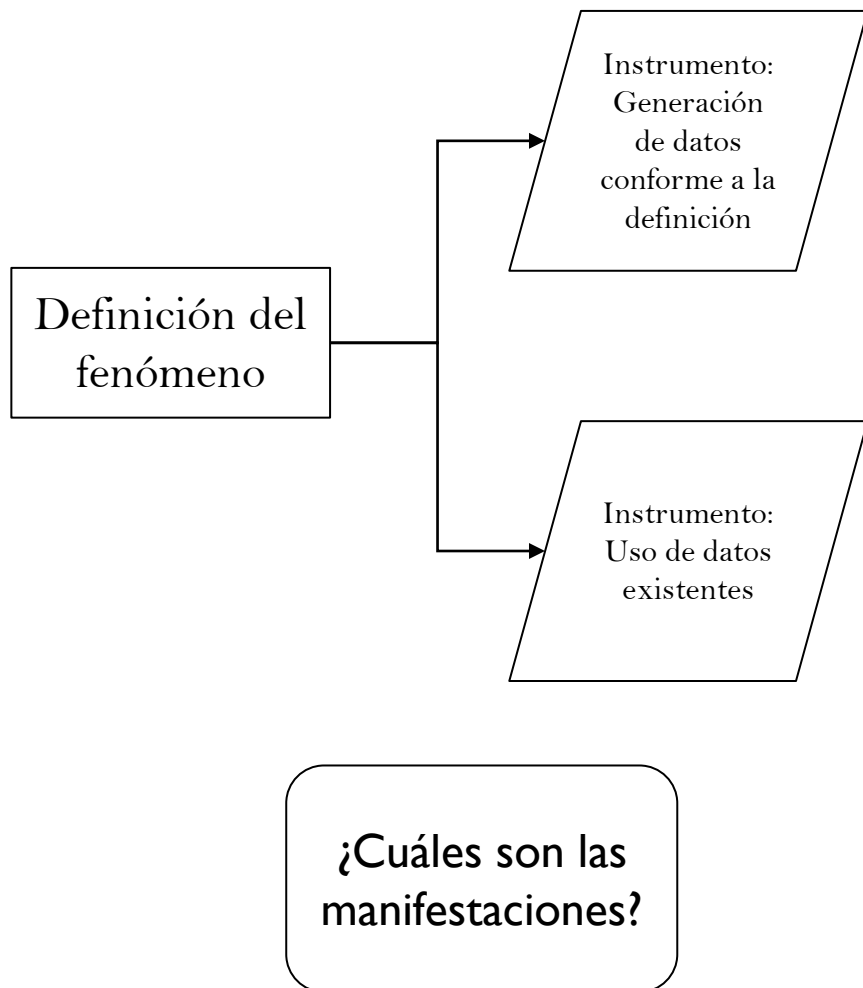 Definición del
fenómeno
Instrumento:
Generación
de datos
conforme a la
definición
Instrumento:
Uso de datos
existentes
¿Cuáles son las
manifestaciones?